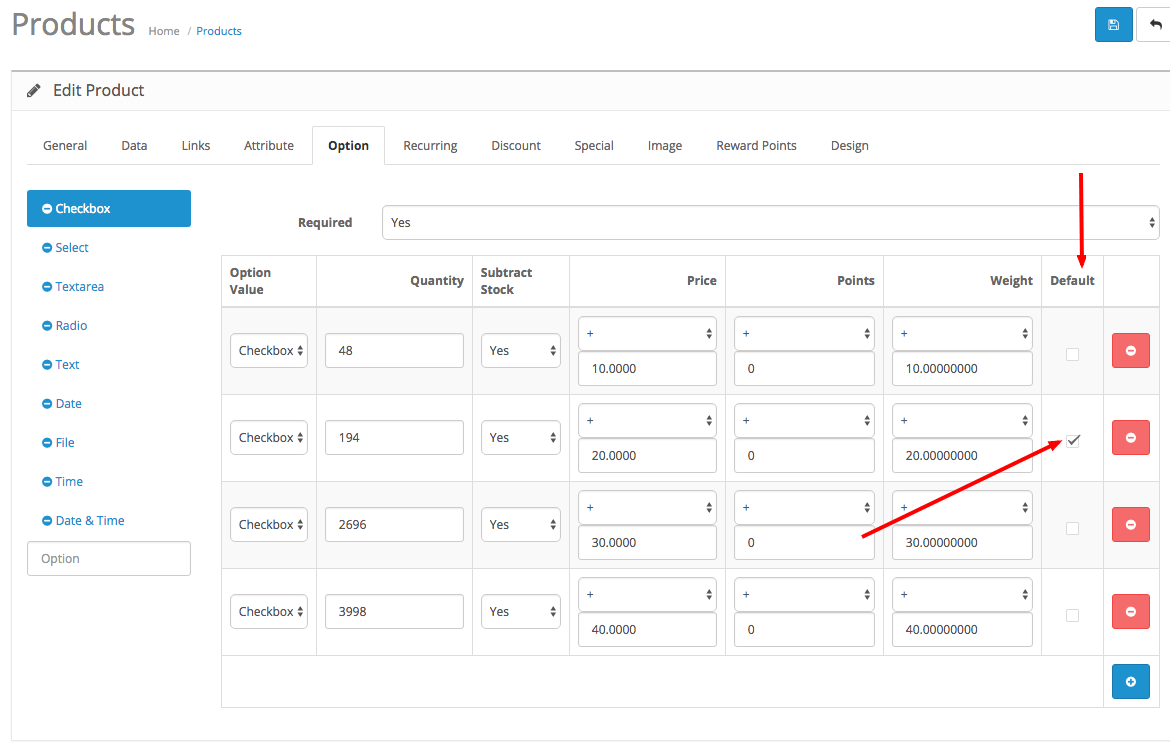 Products Home / Products
Edit Product
General Data Links Attribute Option Recurring Discount Special Image Reward Points Design
Checkbox
Select
Textarea
Radio
Text
Date
File
Time
Date & Time
Option
Required Yes
Option Value Quantity Subtract Stock Price Points Weight Default
+ + +
Checkbox 48 Yes
10.0000 0 10.00000000
+ + +
Checkbox 194 Yes
20.0000 0 20.00000000
+ + +
Checkbox 2696 Yes
30.0000 0 30.00000000
+ + +
Checkbox 3998 Yes
40.0000 0 40.00000000